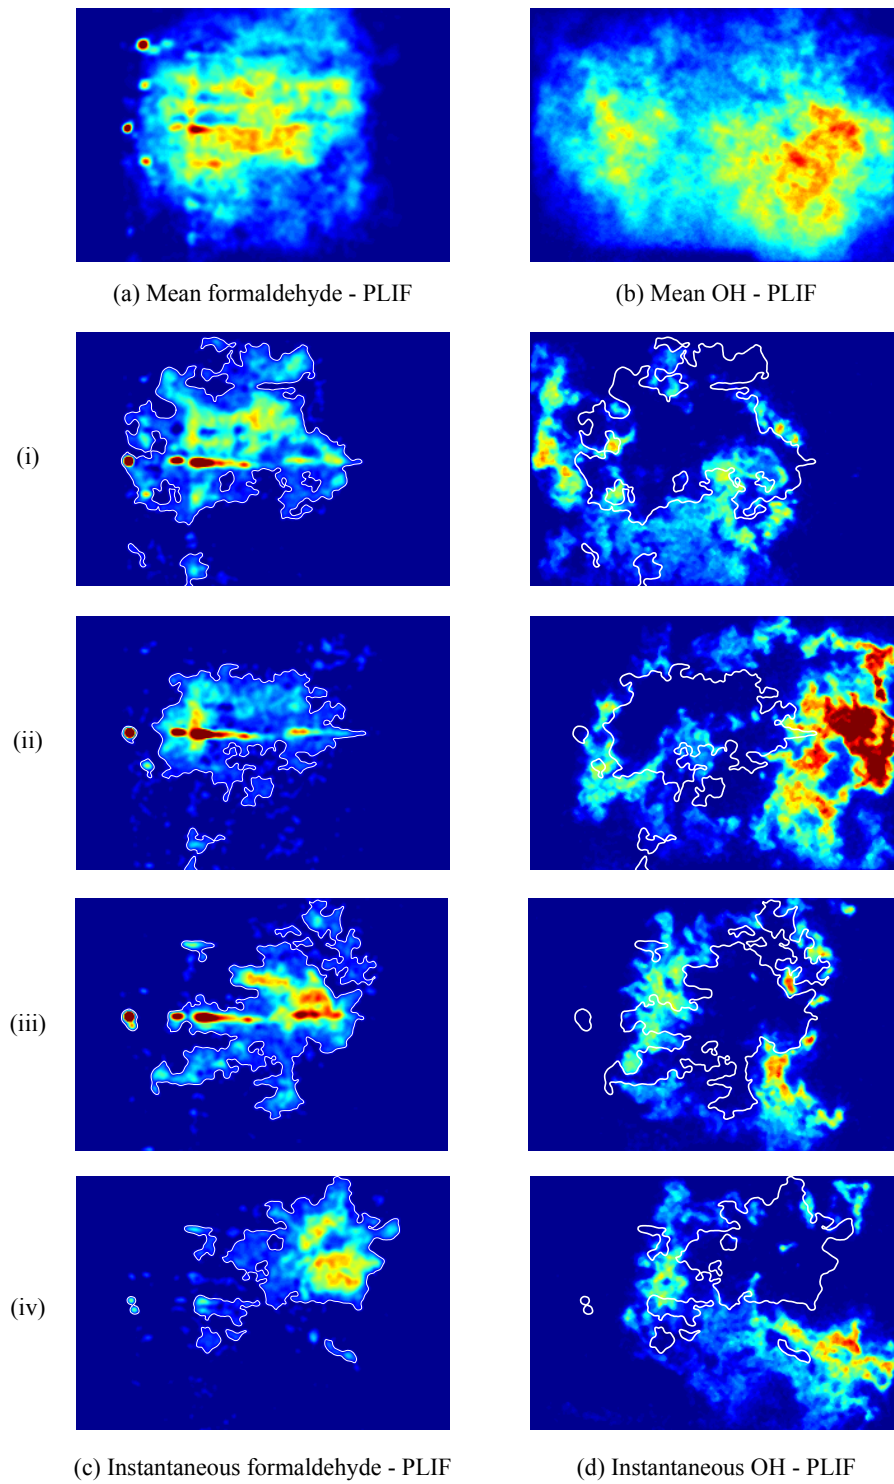 (a) Mean formaldehyde - PLIF
(b) Mean OH - PLIF
(i)
(ii)
(iii)
(iv)
(c) Instantaneous formaldehyde - PLIF
(d) Instantaneous OH - PLIF